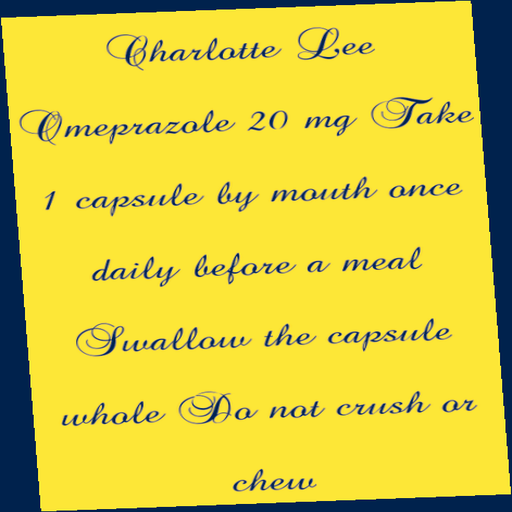 Charlotte Lee
Omeprazole 20 mg Take
1 capsule by mouth once
daily before a meal
Swallow the capsule
whole Do not crush or
chew